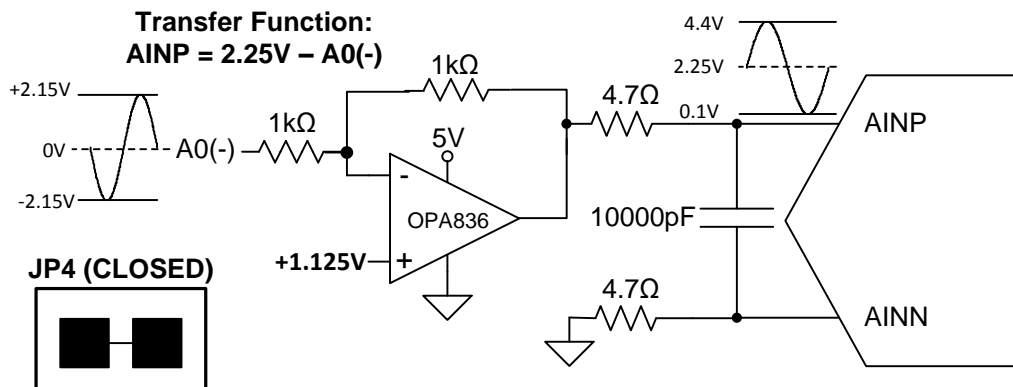 Transfer Function:
AINP = 2.25V – A0(-)
1kΩ
4.4V
2.25V
0.1V
+2.15V
0V
-2.15V
A0(-)
1kΩ
4.7Ω
5V
-
+
OPA836
+1.125V
10000pF
AINP
4.7Ω
AINN
JP4 (CLOSED)